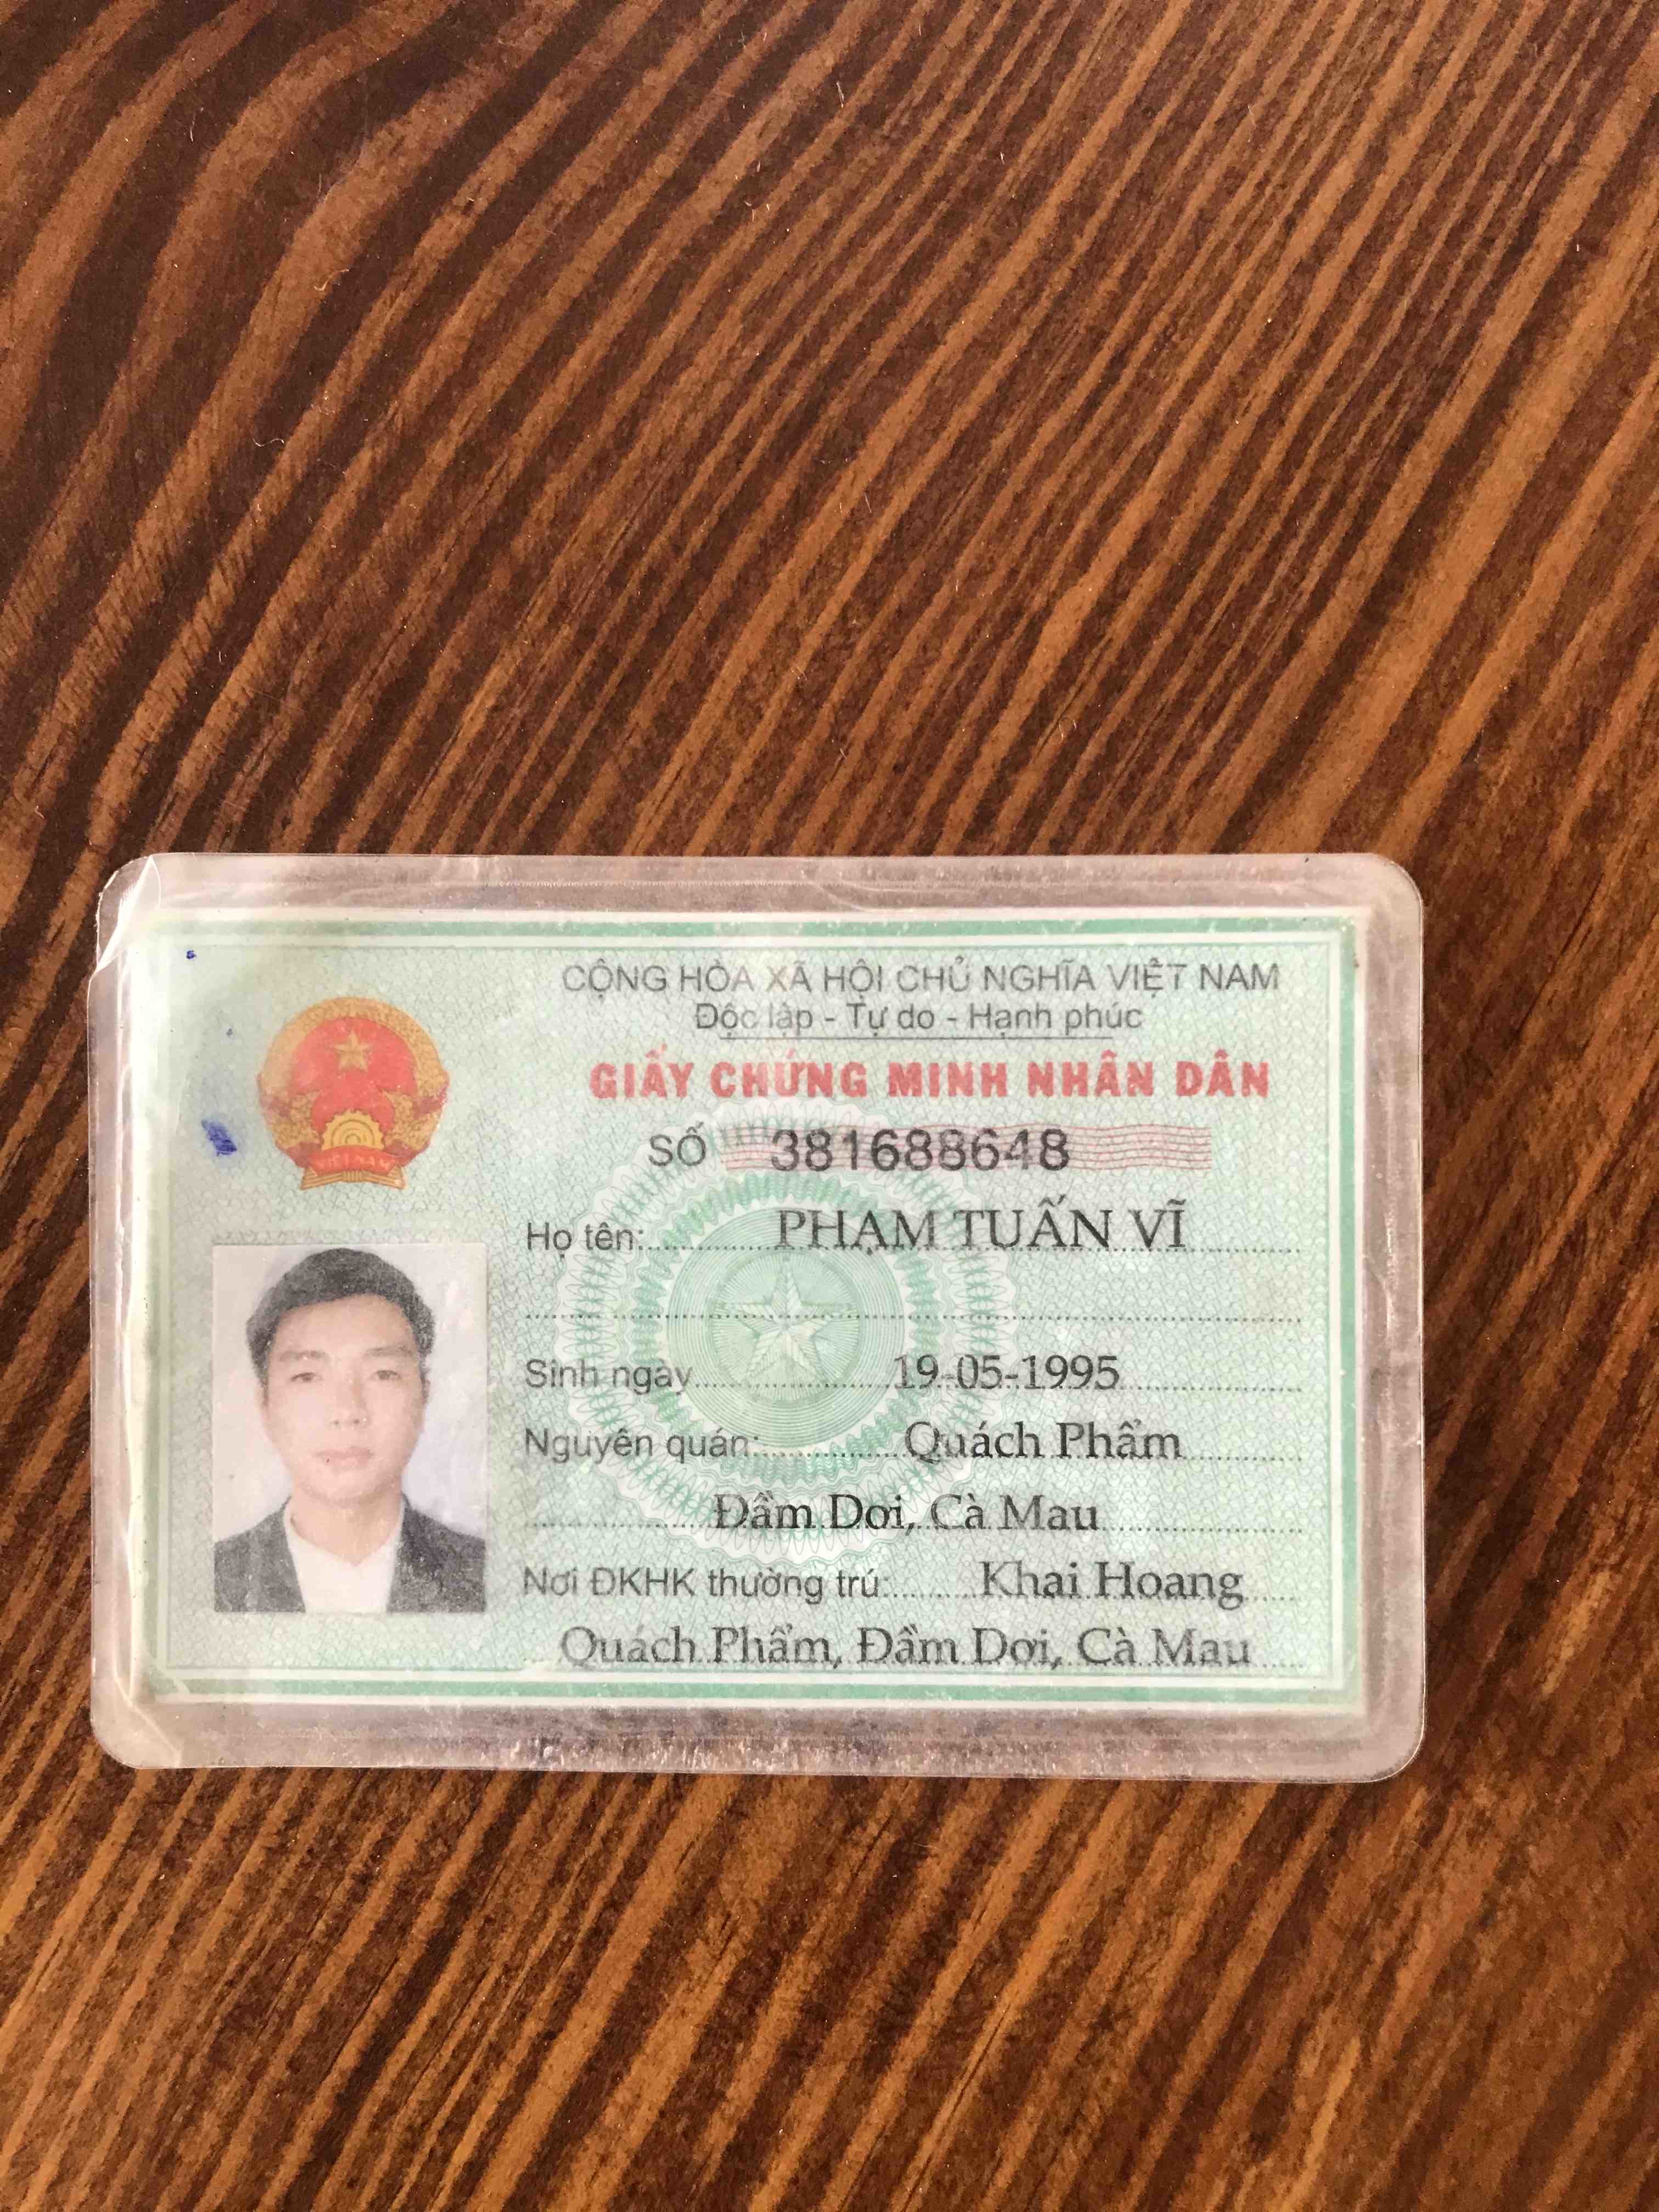 CỘNG HÒA XÃ HỘI CHỦ NGHĨA VIỆT NAM
Độc lập - Tự do - Hạnh phúc
GIẤY CHỨNG MINH NHÂN DÂN
SỐ 381688648
VIỆT NAM
Họ tên: PHẠM TUẤN VĨ
Sinh ngày 19-05-1995
Nguyên quán: Quách Phẩm
Đầm Dơi, Cà Mau
Nơi ĐKHK thường trú: Khai Hoang
Quách Phẩm, Đầm Dơi, Cà Mau